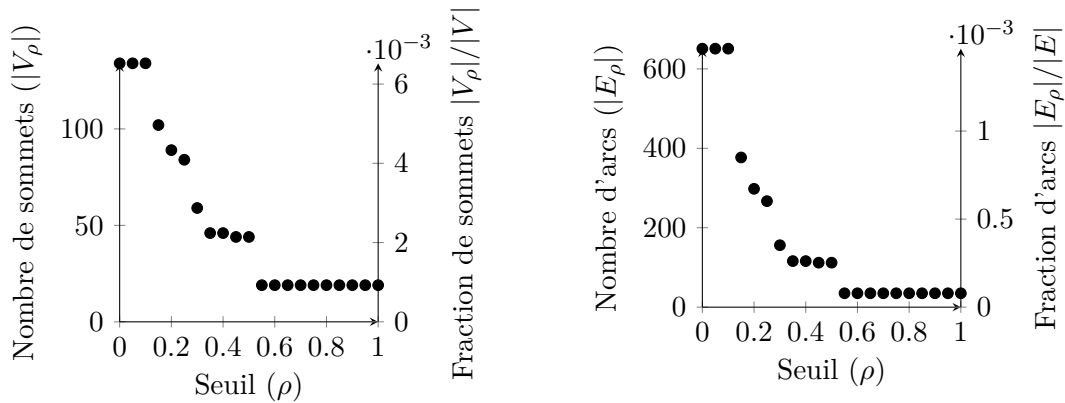 Nombre de sommets (|V_ρ|)
100
50
0
0 0.2 0.4 0.6 0.8 1
Seuil (ρ)
·10⁻³
6
4
2
0
Fraction de sommets |V_ρ|/|V|
Nombre d'arcs (|E_ρ|)
600
400
200
0
0 0.2 0.4 0.6 0.8 1
Seuil (ρ)
·10⁻³
1
0.5
0
Fraction d'arcs |E_ρ|/|E|